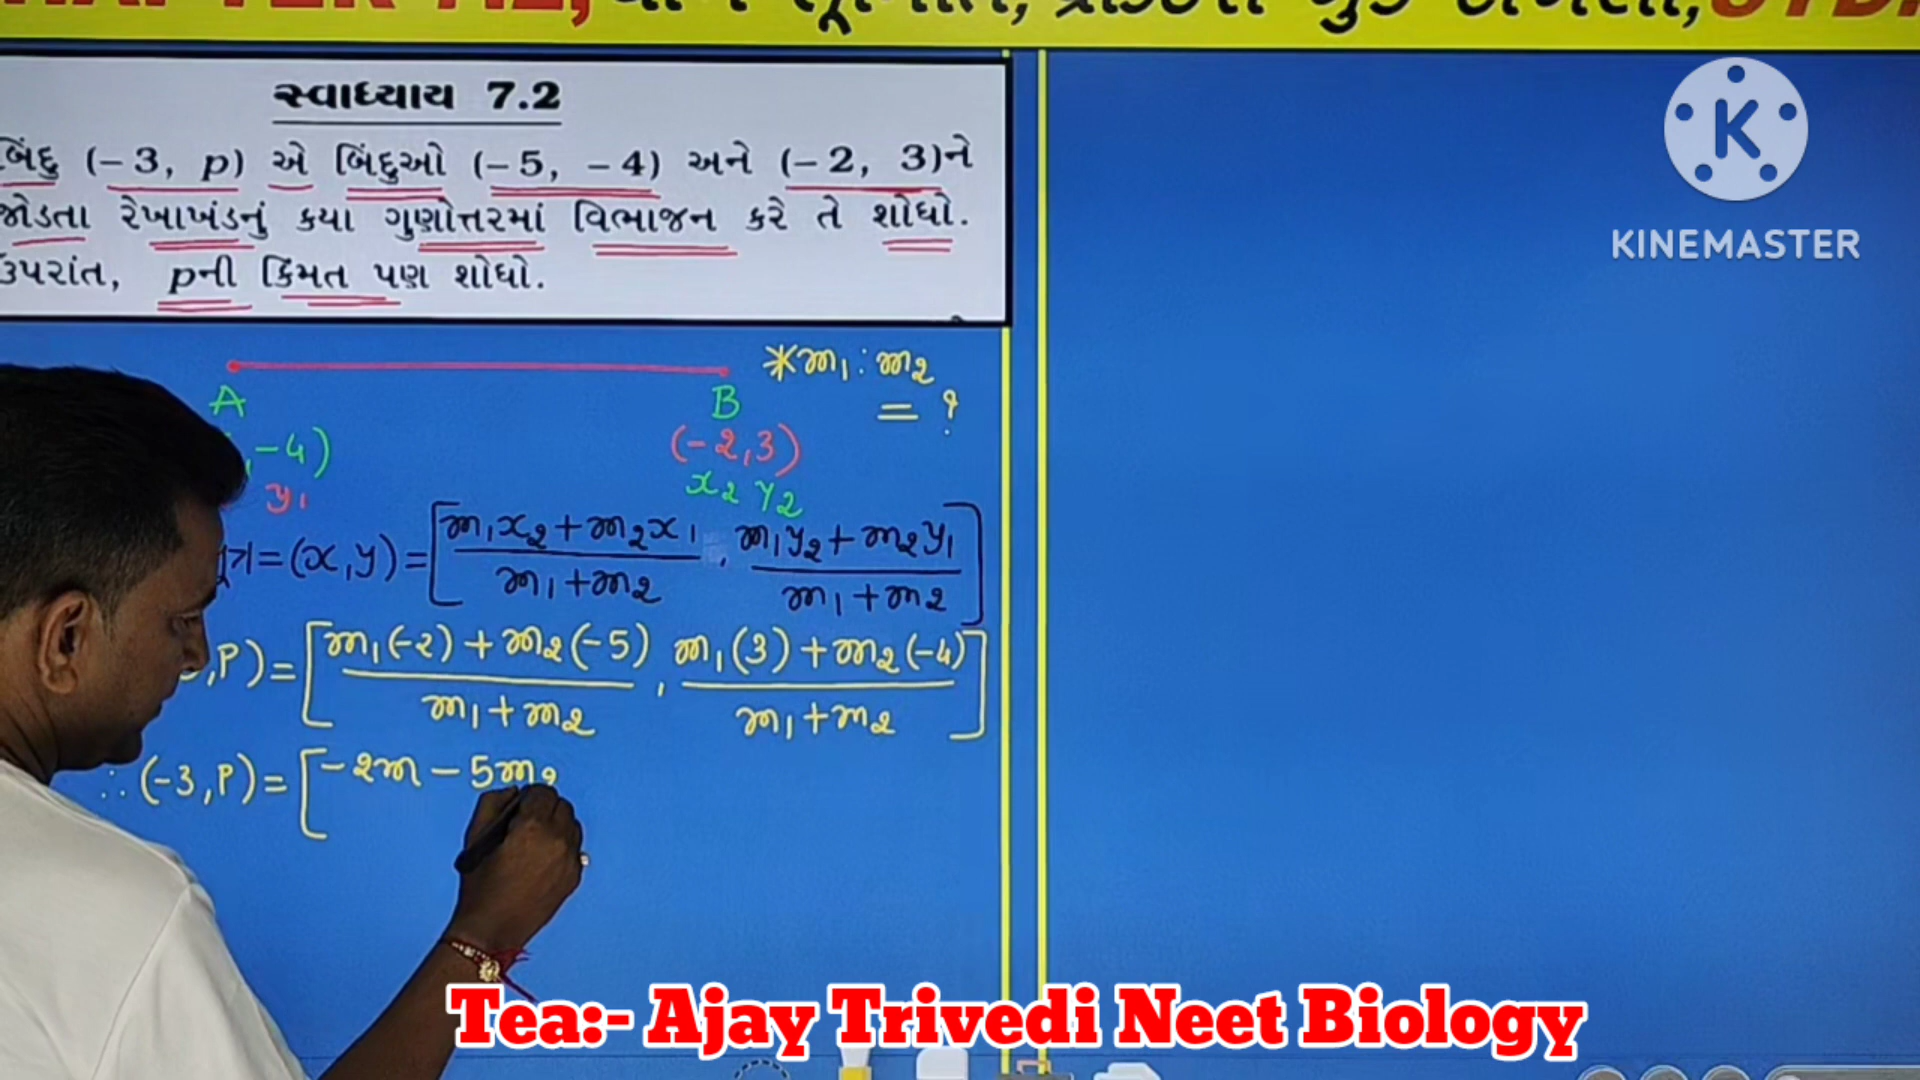 સ્વાધ્યાય 7.2
બિંદુ (−3, p) એ બિંદુઓ (−5, −4) અને (−2, 3)ને
જોડતા રેખાખંડનું કયા ગુણોત્તરમાં વિભાજન કરે તે શોધો.
ઉપરાંત, pની કિંમત પણ શોધો.
KINEMASTER
*m₁ : m₂
= ?
A B
, -4) (-2, 3)
y₁ x₂ y₂
= (x, y) = [m₁x₂ + m₂x₁ / m₁ + m₂ , m₁y₂ + m₂y₁ / m₁ + m₂]
, P) = [m₁(-2) + m₂(-5) / m₁ + m₂ , m₁(3) + m₂(-4) / m₁ + m₂]
∴ (-3, P) = [-2m - 5m₂
Tea:- Ajay Trivedi Neet Biology